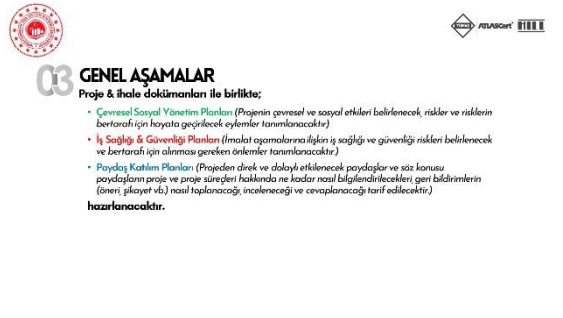 ATLASCert
03 GENEL AŞAMALAR
Proje & ihale dokümanları ile birlikte;
• Çevresel Sosyal Yönetim Planları (Projenin çevresel ve sosyal etkileri belirlenecek, riskler ve risklerin
bertarafı için hayata geçirilecek eylemler tanımlanacaktır)
• İş Sağlığı & Güvenliği Planları (İmalat aşamalarına ilişkin iş sağlığı ve güvenliği riskleri belirlenecek
ve bertarafı için alınması gereken önlemler tanımlanacaktır.)
• Paydaş Katılım Planları (Projeden direk ve dolaylı etkilenecek paydaşlar ve söz konusu
paydaşların proje ve proje süreçleri hakkında ne kadar nasıl bilgilendirilecekleri, geri bildirimlerin
(öneri, şikayet vb.) nasıl toplanacağı, inceleneceği ve cevaplanacağı tarif edilecektir.)
hazırlanacaktır.